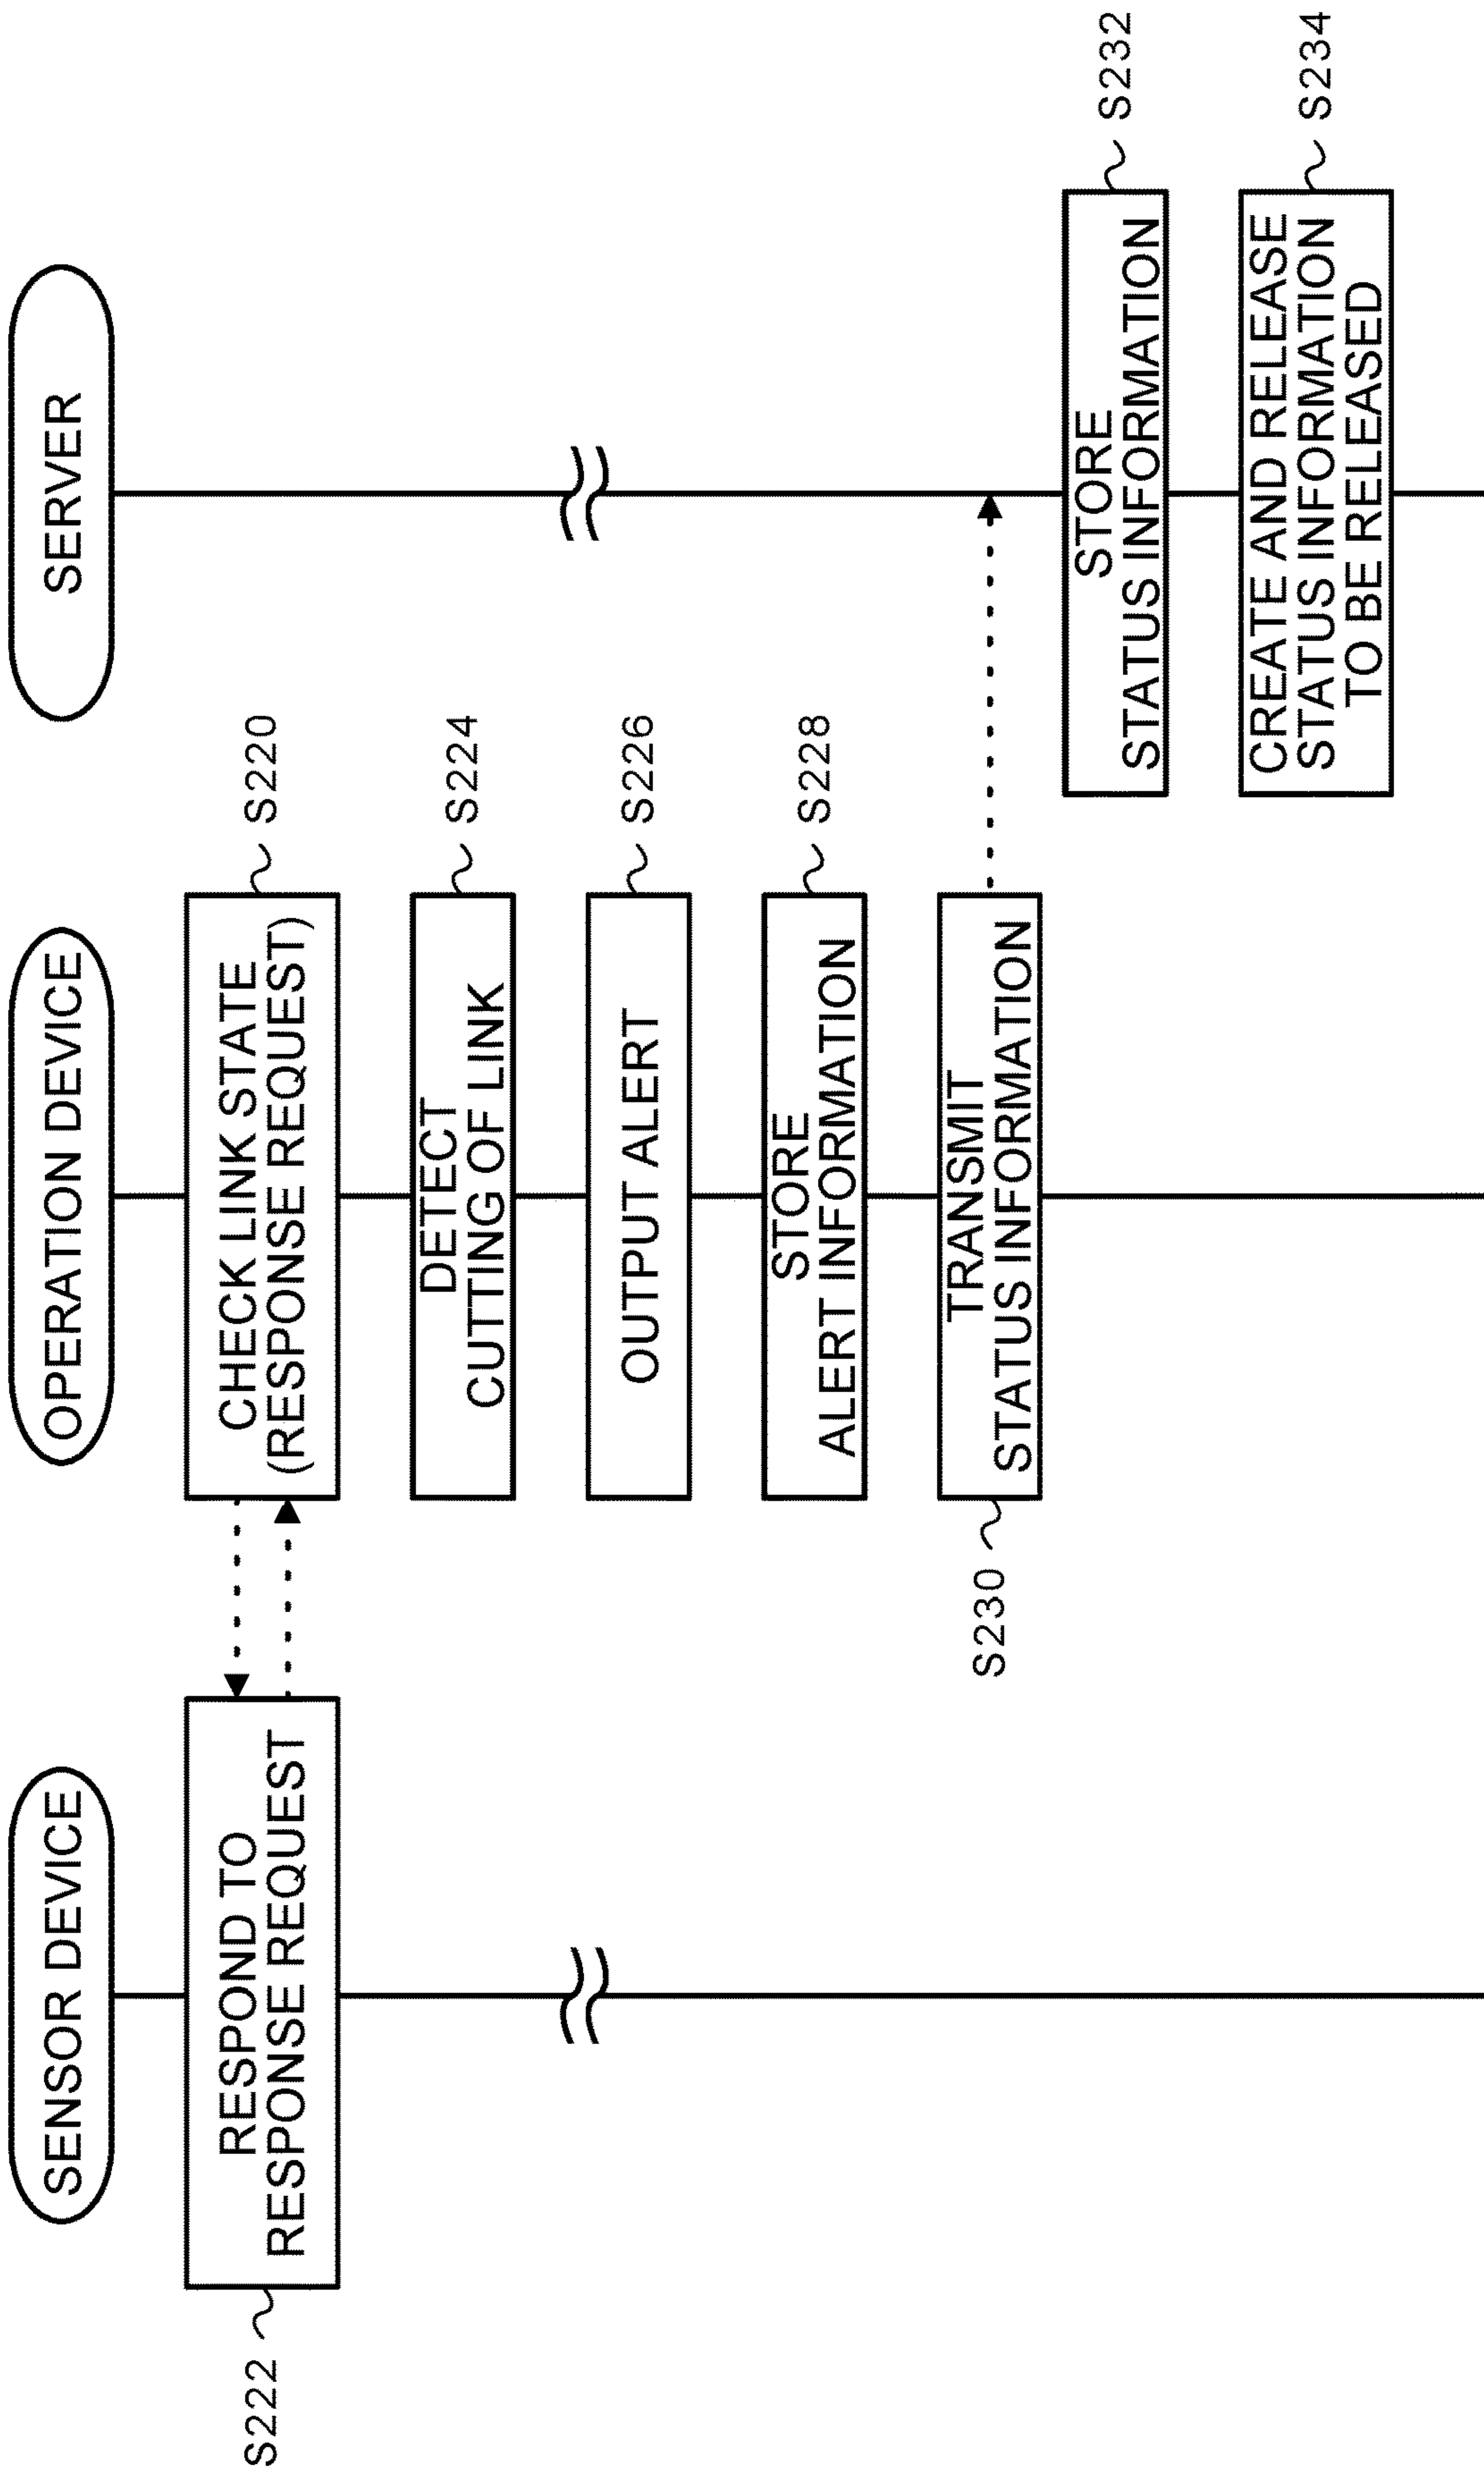 SENSOR DEVICE
OPERATION DEVICE
SERVER
S222
RESPOND TO
RESPONSE REQUEST
CHECK LINK STATE
(RESPONSE REQUEST)
S220
DETECT
CUTTING OF LINK
S224
OUTPUT ALERT
S226
STORE
ALERT INFORMATION
S228
S230
TRANSMIT
STATUS INFORMATION
STORE
STATUS INFORMATION
S232
CREATE AND RELEASE
STATUS INFORMATION
TO BE RELEASED
S234